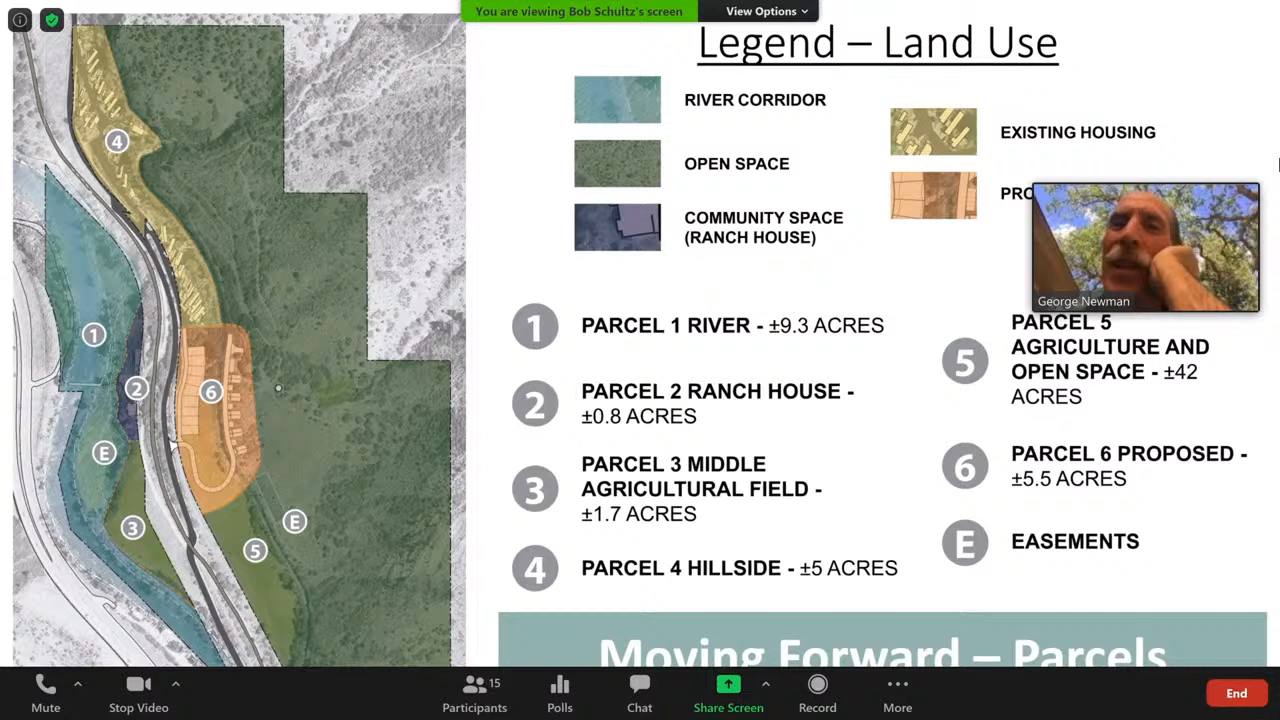 You are viewing Bob Schultz's screen
View Options
Legend – Land Use
RIVER CORRIDOR
OPEN SPACE
COMMUNITY SPACE
(RANCH HOUSE)
EXISTING HOUSING
PRO
George Newman
1
PARCEL 1 RIVER - ±9.3 ACRES
2
PARCEL 2 RANCH HOUSE -
±0.8 ACRES
3
PARCEL 3 MIDDLE
AGRICULTURAL FIELD -
±1.7 ACRES
4
PARCEL 4 HILLSIDE - ±5 ACRES
5
PARCEL 5
AGRICULTURE AND
OPEN SPACE - ±42
ACRES
6
PARCEL 6 PROPOSED -
±5.5 ACRES
E
EASEMENTS
4
1
2
6
E
3
E
5
Moving Forward – Parcels
Mute
Stop Video
Participants
15
Polls
Chat
Share Screen
Record
More
End